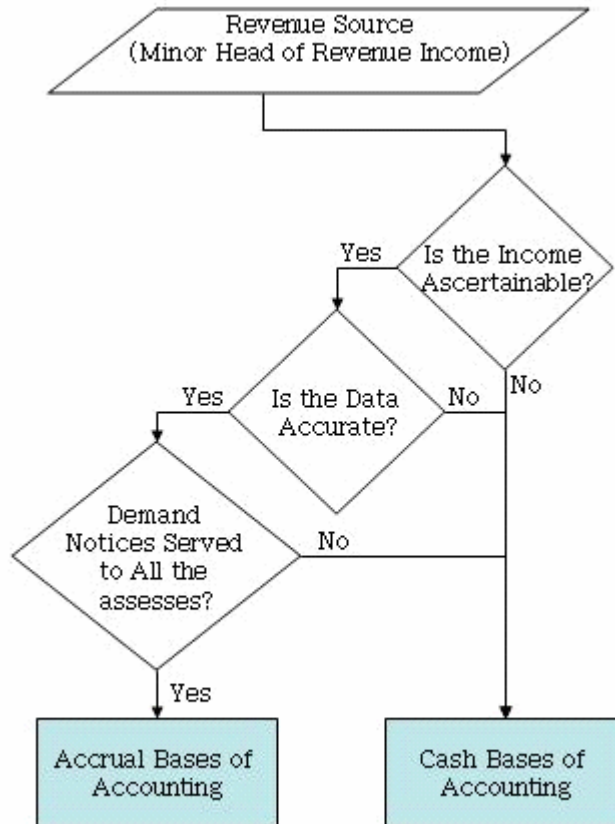 Revenue Source
(Minor Head of Revenue Income)
Yes
Is the Income
Ascertainable?
No
Yes
Is the Data
Accurate?
No
Demand
Notices Served
to All the
assesses?
No
Yes
Accrual Bases of
Accounting
Cash Bases of
Accounting